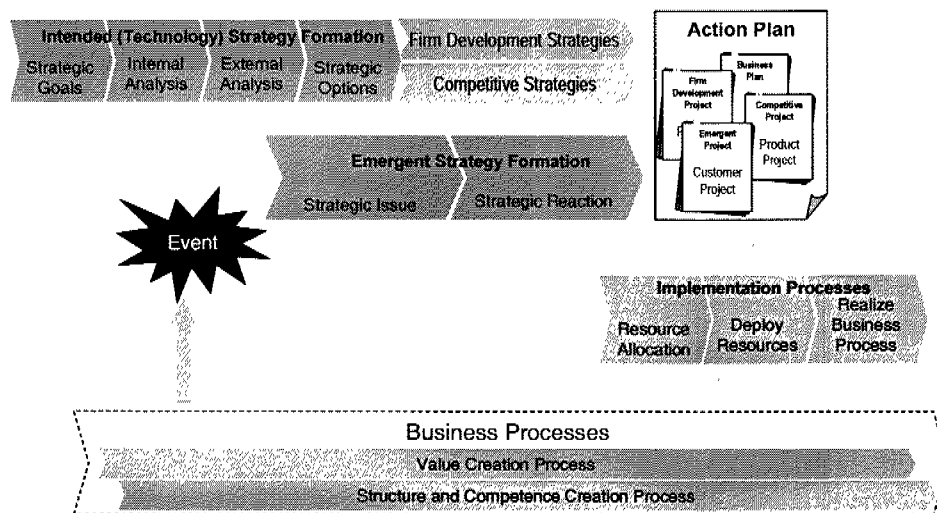 Intended (Technology) Strategy Formation
Strategic
Goals
Internal
Analysis
External
Analysis
Strategic
Options
Firm Development Strategies
Competitive Strategies
Action Plan
Business
Plan
Firm
Development
Project
Competitive
Project
Product
Project
Emergent
Project
Customer
Project
Emergent Strategy Formation
Strategic Issue
Strategic Reaction
Event
Implementation Processes
Resource
Allocation
Deploy
Resources
Realize
Business
Process
Business Processes
Value Creation Process
Structure and Competence Creation Process